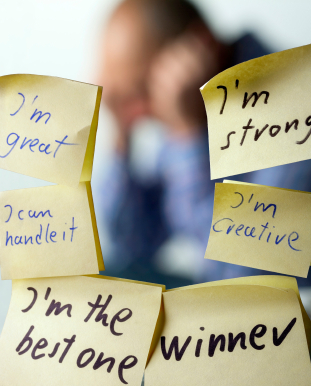 I'm
great
I'm
strong
I can
handle it
I'm
Creative
I'm the
best one
winner